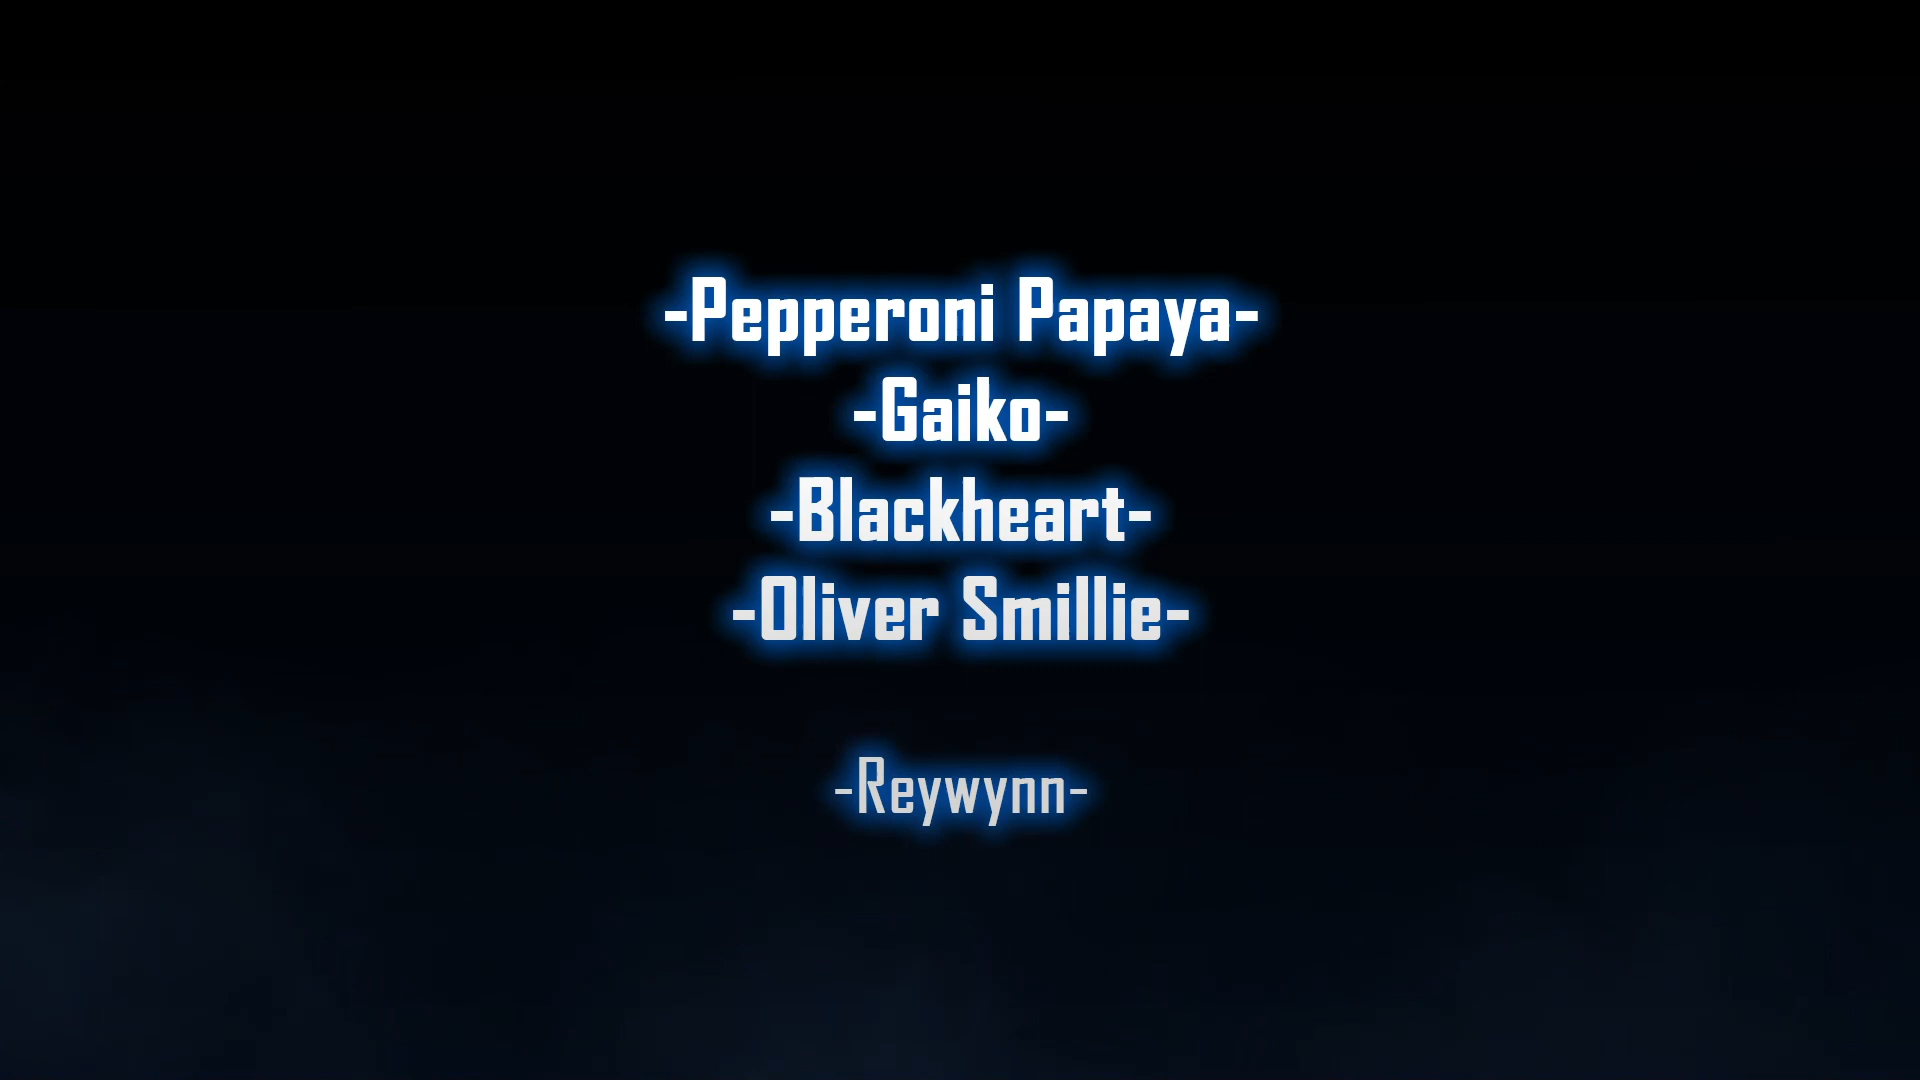 -Pepperoni Papaya-
-Gaiko-
-Blackheart-
-Oliver Smillie-
-Reywynn-